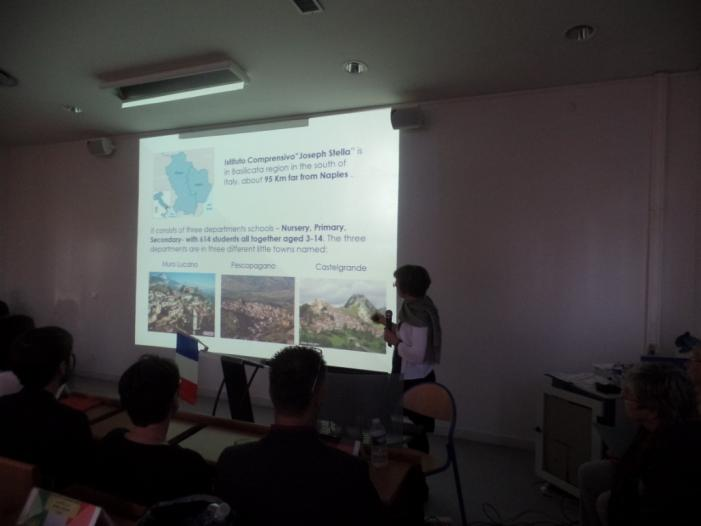 Istituto Comprensivo"Joseph Stella" is
in Basilicata region in the south of
Italy, about 95 Km far from Naples .
It consists of three departments schools – Nursery, Primary,
Secondary- with 614 students all together aged 3-14. The three
departments are in three different little towns named:
Muro Lucano
Pescopagano
Castelgrande